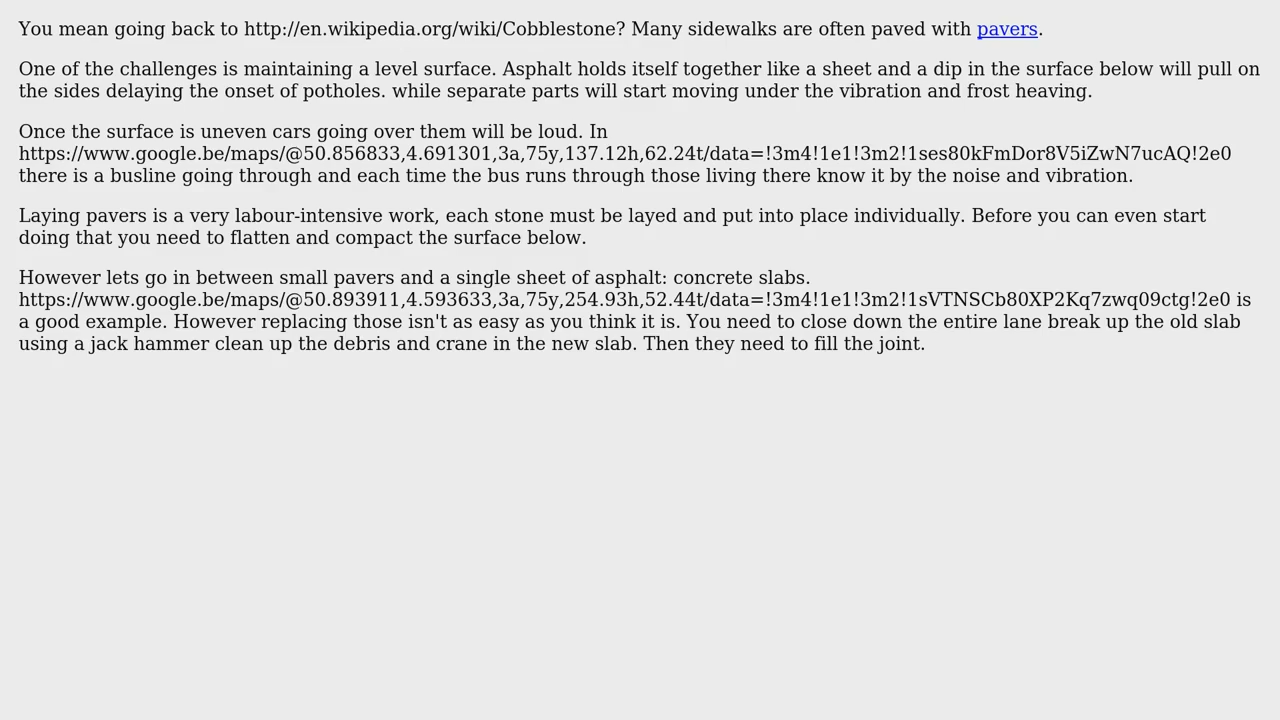 You mean going back to http://en.wikipedia.org/wiki/Cobblestone? Many sidewalks are often paved with pavers.
One of the challenges is maintaining a level surface. Asphalt holds itself together like a sheet and a dip in the surface below will pull on
the sides delaying the onset of potholes. while separate parts will start moving under the vibration and frost heaving.
Once the surface is uneven cars going over them will be loud. In
https://www.google.be/maps/@50.856833,4.691301,3a,75y,137.12h,62.24t/data=!3m4!1e1!3m2!1ses80kFmDor8V5iZwN7ucAQ!2e0
there is a busline going through and each time the bus runs through those living there know it by the noise and vibration.
Laying pavers is a very labour-intensive work, each stone must be layed and put into place individually. Before you can even start
doing that you need to flatten and compact the surface below.
However lets go in between small pavers and a single sheet of asphalt: concrete slabs.
https://www.google.be/maps/@50.893911,4.593633,3a,75y,254.93h,52.44t/data=!3m4!1e1!3m2!1sVTNSCb80XP2Kq7zwq09ctg!2e0 is
a good example. However replacing those isn't as easy as you think it is. You need to close down the entire lane break up the old slab
using a jack hammer clean up the debris and crane in the new slab. Then they need to fill the joint.